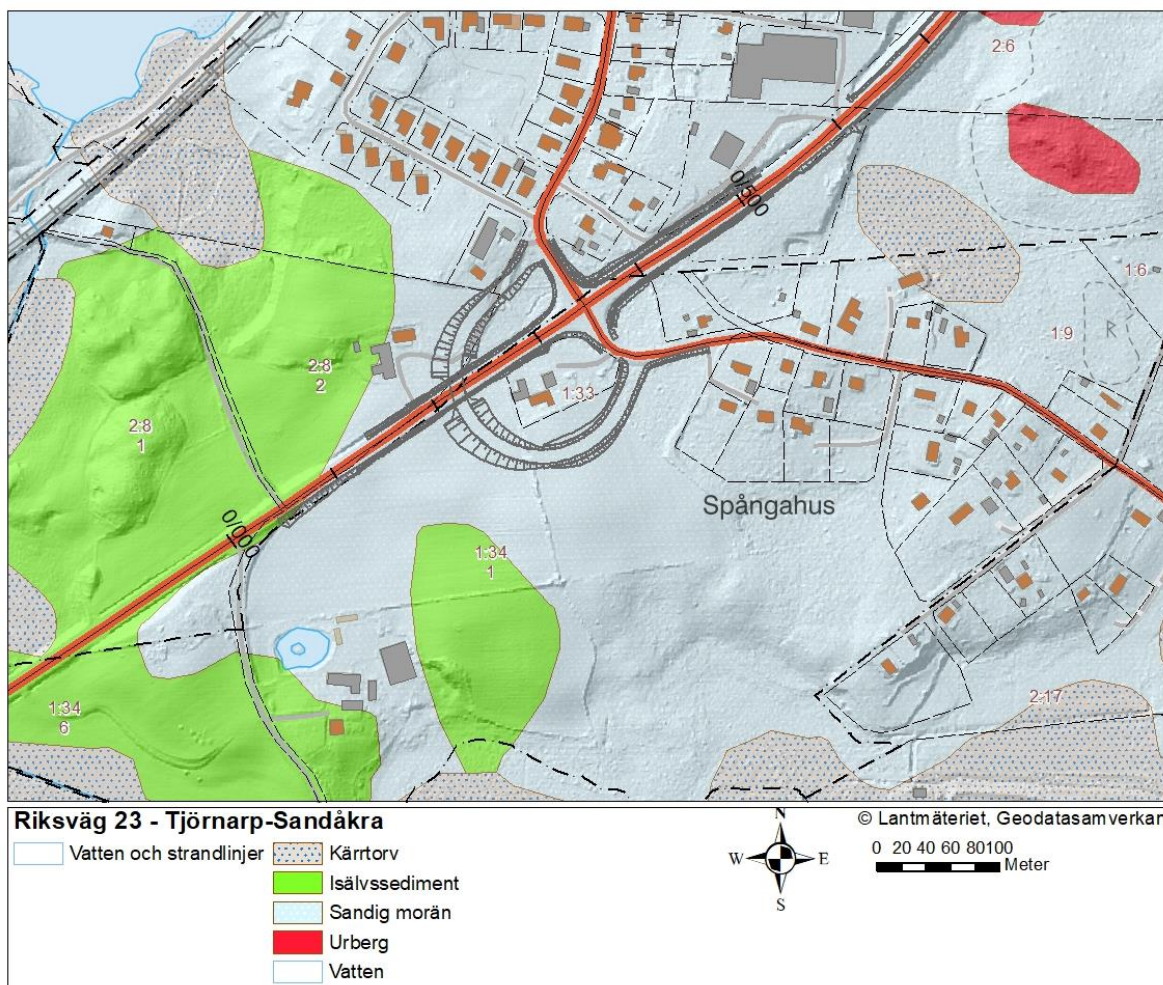 2:6
0/500
1:6
1:9
R
2:8
2
1:33
2:8
1
Spångahus
0/000
1:34
1
1:34
6
2:17
Riksväg 23 - Tjörnarp-Sandåkra
Vatten och strandlinjer
Kärrtorv
Isälvssediment
Sandig morän
Urberg
Vatten
N
W E
S
© Lantmäteriet, Geodatasamverkan
0 20 40 60 80 100
Meter